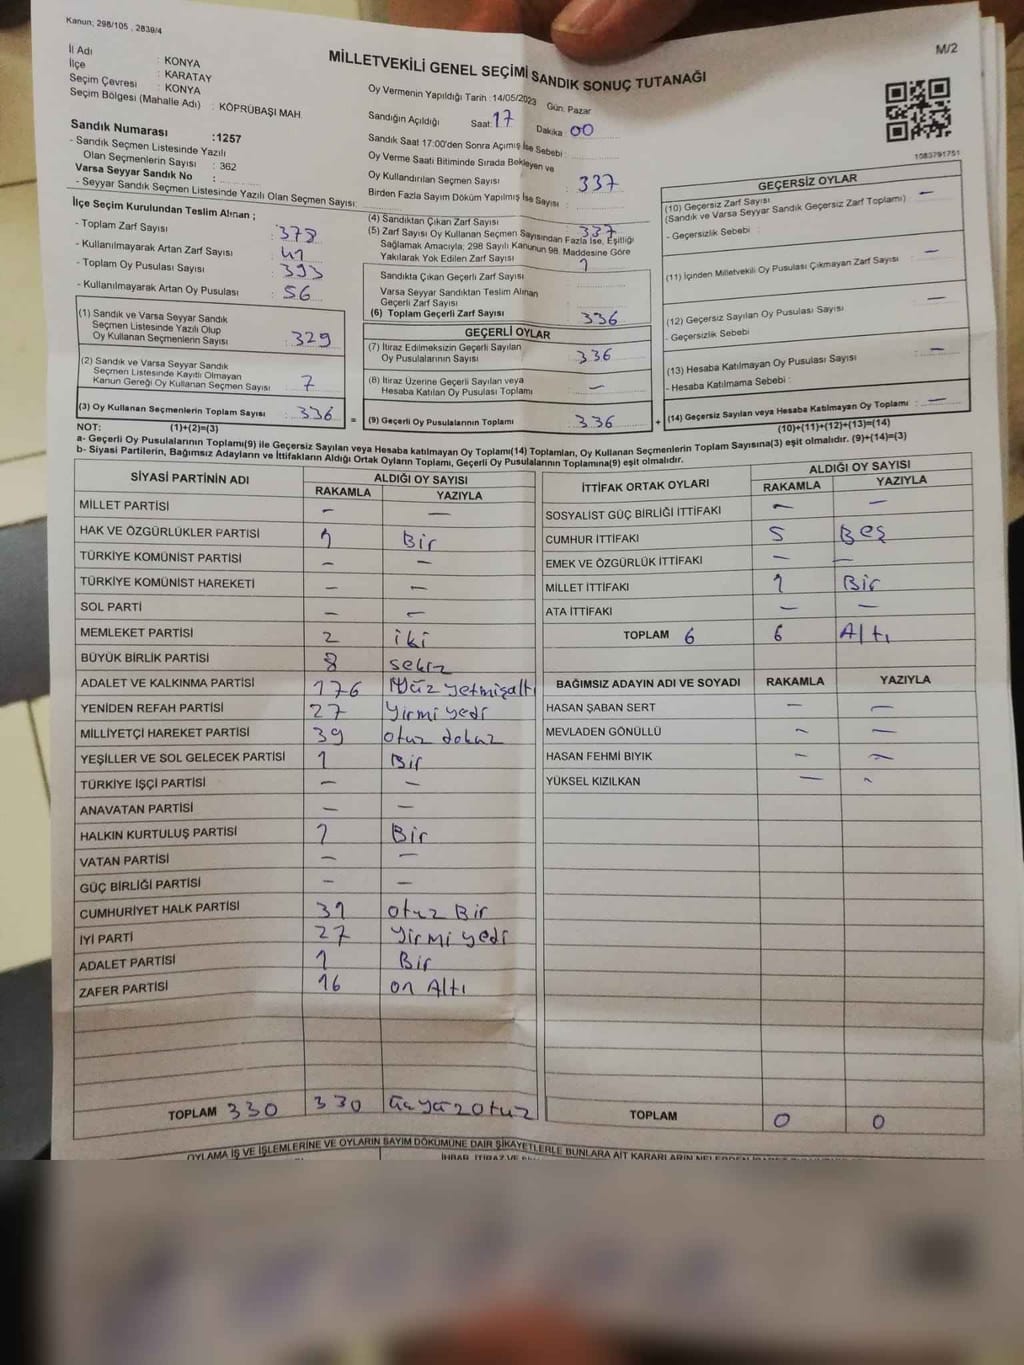 Kanun; 298/105 , 2839/4
M/2
MİLLETVEKİLİ GENEL SEÇİMİ SANDIK SONUÇ TUTANAĞI
İl Adı : KONYA
İlçe : KARATAY
Seçim Çevresi : KONYA
Seçim Bölgesi (Mahalle Adı) : KÖPRÜBAŞI MAH.
Sandık Numarası :1257
- Sandık Seçmen Listesinde Yazılı
Olan Seçmenlerin Sayısı : 362
Varsa Seyyar Sandık No :
- Seyyar Sandık Seçmen Listesinde Yazılı Olan Seçmen Sayısı:
Oy Vermenin Yapıldığı Tarih : 14/05/2023 Gün: Pazar
Sandığın Açıldığı Saat: 17 Dakika : 00
Sandık Saat 17:00'den Sonra Açılmış İse Sebebi :
Oy Verme Saati Bitiminde Sırada Bekleyen ve
Oy Kullandırılan Seçmen Sayısı : 337
Birden Fazla Sayım Döküm Yapılmış İse Sayısı :
1083791751
İlçe Seçim Kurulundan Teslim Alınan ;
- Toplam Zarf Sayısı : 378
- Kullanılmayarak Artan Zarf Sayısı : 41
- Toplam Oy Pusulası Sayısı : 393
- Kullanılmayarak Artan Oy Pusulası : 56
(1) Sandık ve Varsa Seyyar Sandık
Seçmen Listesinde Yazılı Olup
Oy Kullanan Seçmenlerin Sayısı : 329
(2) Sandık ve Varsa Seyyar Sandık
Seçmen Listesinde Kayıtlı Olmayan
Kanun Gereği Oy Kullanan Seçmen Sayısı : 7
(3) Oy Kullanan Seçmenlerin Toplam Sayısı : 336
(4) Sandıktan Çıkan Zarf Sayısı : 337
(5) Zarf Sayısı Oy Kullanan Seçmen Sayısından Fazla İse, Eşitliği
Sağlamak Amacıyla; 298 Sayılı Kanunun 98. Maddesine Göre
Yakılarak Yok Edilen Zarf Sayısı : 1
Sandıkta Çıkan Geçerli Zarf Sayısı :
Varsa Seyyar Sandıktan Teslim Alınan
Geçerli Zarf Sayısı :
(6) Toplam Geçerli Zarf Sayısı : 336
GEÇERLİ OYLAR
(7) İtiraz Edilmeksizin Geçerli Sayılan
Oy Pusulalarının Sayısı : 336
(8) İtiraz Üzerine Geçerli Sayılan veya
Hesaba Katılan Oy Pusulası Toplamı : —
= (9) Geçerli Oy Pusulalarının Toplamı : 336 +
GEÇERSİZ OYLAR
(10) Geçersiz Zarf Sayısı : —
(Sandık ve Varsa Seyyar Sandık Geçersiz Zarf Toplamı)
- Geçersizlik Sebebi :
(11) İçinden Milletvekili Oy Pusulası Çıkmayan Zarf Sayısı : —
(12) Geçersiz Sayılan Oy Pusulası Sayısı : —
- Geçersizlik Sebebi :
(13) Hesaba Katılmayan Oy Pusulası Sayısı : —
- Hesaba Katılmama Sebebi :
(14) Geçersiz Sayılan veya Hesaba Katılmayan Oy Toplamı : —
NOT: (1)+(2)=(3)
(10)+(11)+(12)+(13)=(14)
a- Geçerli Oy Pusulalarının Toplamı(9) ile Geçersiz Sayılan veya Hesaba katılmayan Oy Toplamı(14) Toplamları, Oy Kullanan Seçmenlerin Toplam Sayısına(3) eşit olmalıdır. (9)+(14)=(3)
b- Siyasi Partilerin, Bağımsız Adayların ve İttifakların Aldığı Ortak Oyların Toplamı, Geçerli Oy Pusulalarının Toplamına(9) eşit olmalıdır.
SİYASİ PARTİNİN ADI ALDIĞI OY SAYISI
RAKAMLA YAZIYLA
MİLLET PARTİSİ — —
HAK VE ÖZGÜRLÜKLER PARTİSİ 1 Bir
TÜRKİYE KOMÜNİST PARTİSİ — —
TÜRKİYE KOMÜNİST HAREKETİ — —
SOL PARTİ — —
MEMLEKET PARTİSİ 2 iki
BÜYÜK BİRLİK PARTİSİ 8 sekiz
ADALET VE KALKINMA PARTİSİ 176 Yüz yetmişaltı
YENİDEN REFAH PARTİSİ 27 Yirmi yedi
MİLLİYETÇİ HAREKET PARTİSİ 39 otuz dokuz
YEŞİLLER VE SOL GELECEK PARTİSİ 1 Bir
TÜRKİYE İŞÇİ PARTİSİ — —
ANAVATAN PARTİSİ — —
HALKIN KURTULUŞ PARTİSİ 1 Bir
VATAN PARTİSİ — —
GÜÇ BİRLİĞİ PARTİSİ — —
CUMHURİYET HALK PARTİSİ 31 otuz Bir
İYİ PARTİ 27 Yirmi yedi
ADALET PARTİSİ 1 Bir
ZAFER PARTİSİ 16 on Altı
TOPLAM 330 330 üçyüzotuz
İTTİFAK ORTAK OYLARI ALDIĞI OY SAYISI
RAKAMLA YAZIYLA
SOSYALİST GÜÇ BİRLİĞİ İTTİFAKI — —
CUMHUR İTTİFAKI 5 Beş
EMEK VE ÖZGÜRLÜK İTTİFAKI — —
MİLLET İTTİFAKI 1 Bir
ATA İTTİFAKI — —
TOPLAM 6 6 Altı
BAĞIMSIZ ADAYIN ADI VE SOYADI RAKAMLA YAZIYLA
HASAN ŞABAN SERT — —
MEVLADEN GÖNÜLLÜ — —
HASAN FEHMİ BIYIK — —
YÜKSEL KIZILKAN — —
TOPLAM 0 0
OYLAMA İŞ VE İŞLEMLERİNE VE OYLARIN SAYIM DÖKÜMÜNE DAİR ŞİKAYETLERLE BUNLARA AİT KARARLARIN